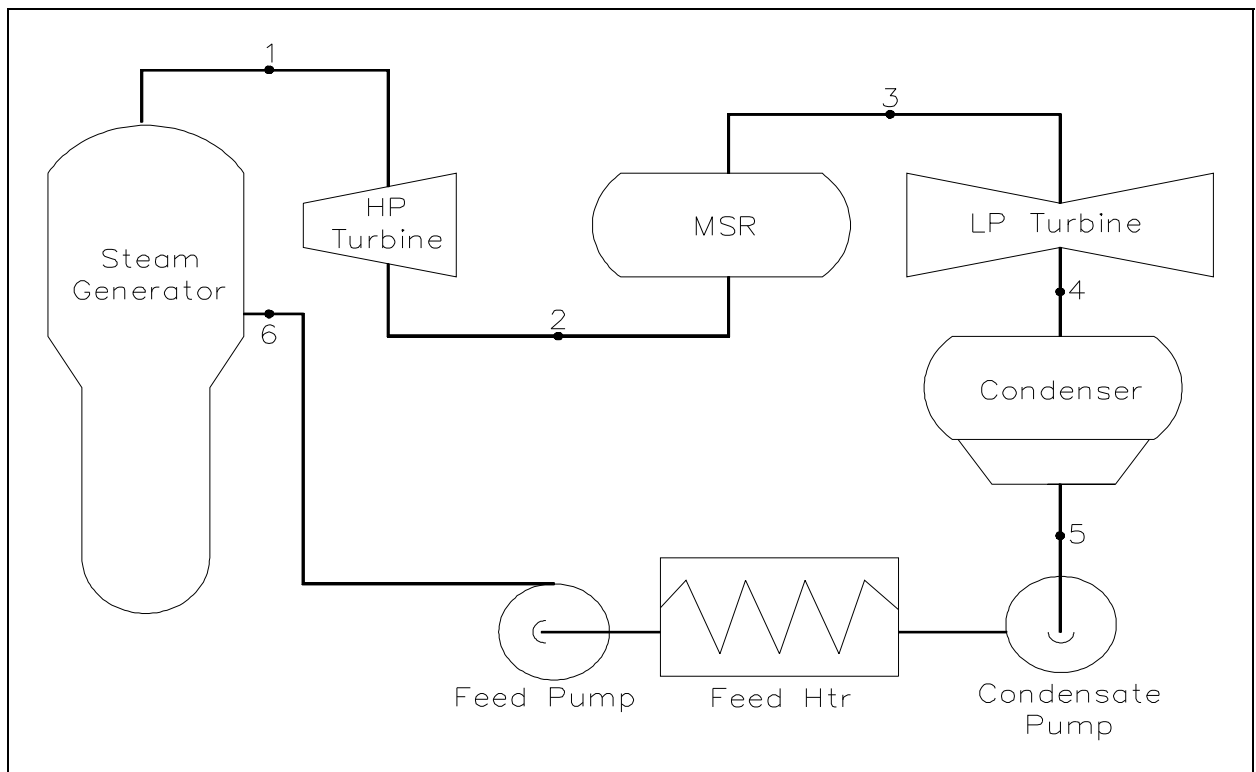 1
3
HP
Turbine
MSR
LP Turbine
Steam
Generator
4
2
6
Condenser
5
Feed Pump
Feed Htr
Condensate
Pump